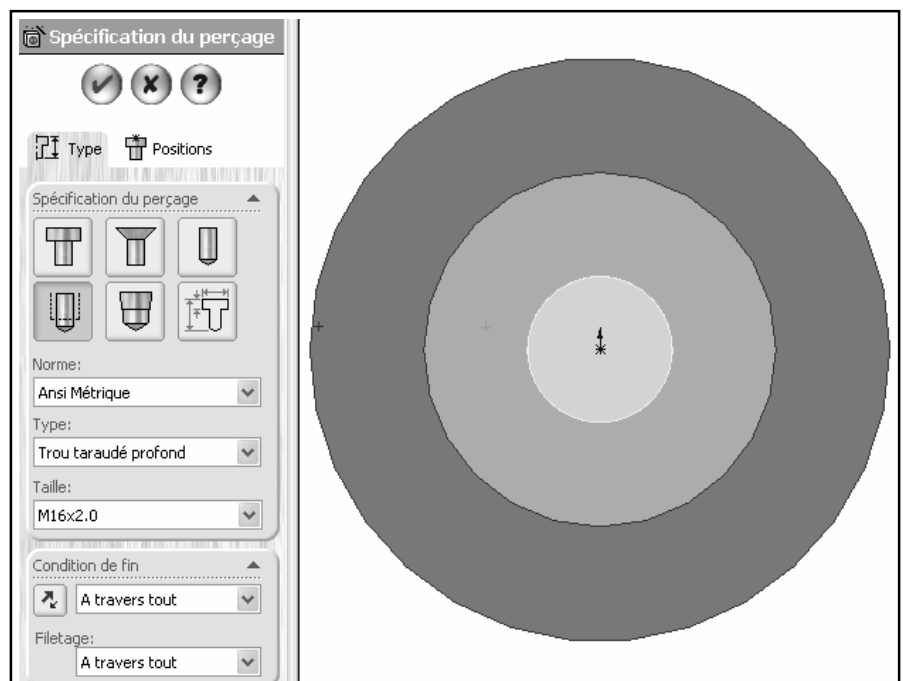 Spécification du perçage
?
Type Positions
Spécification du perçage
Norme:
Ansi Métrique
Type:
Trou taraudé profond
Taille:
M16x2.0
Condition de fin
A travers tout
Filetage:
A travers tout